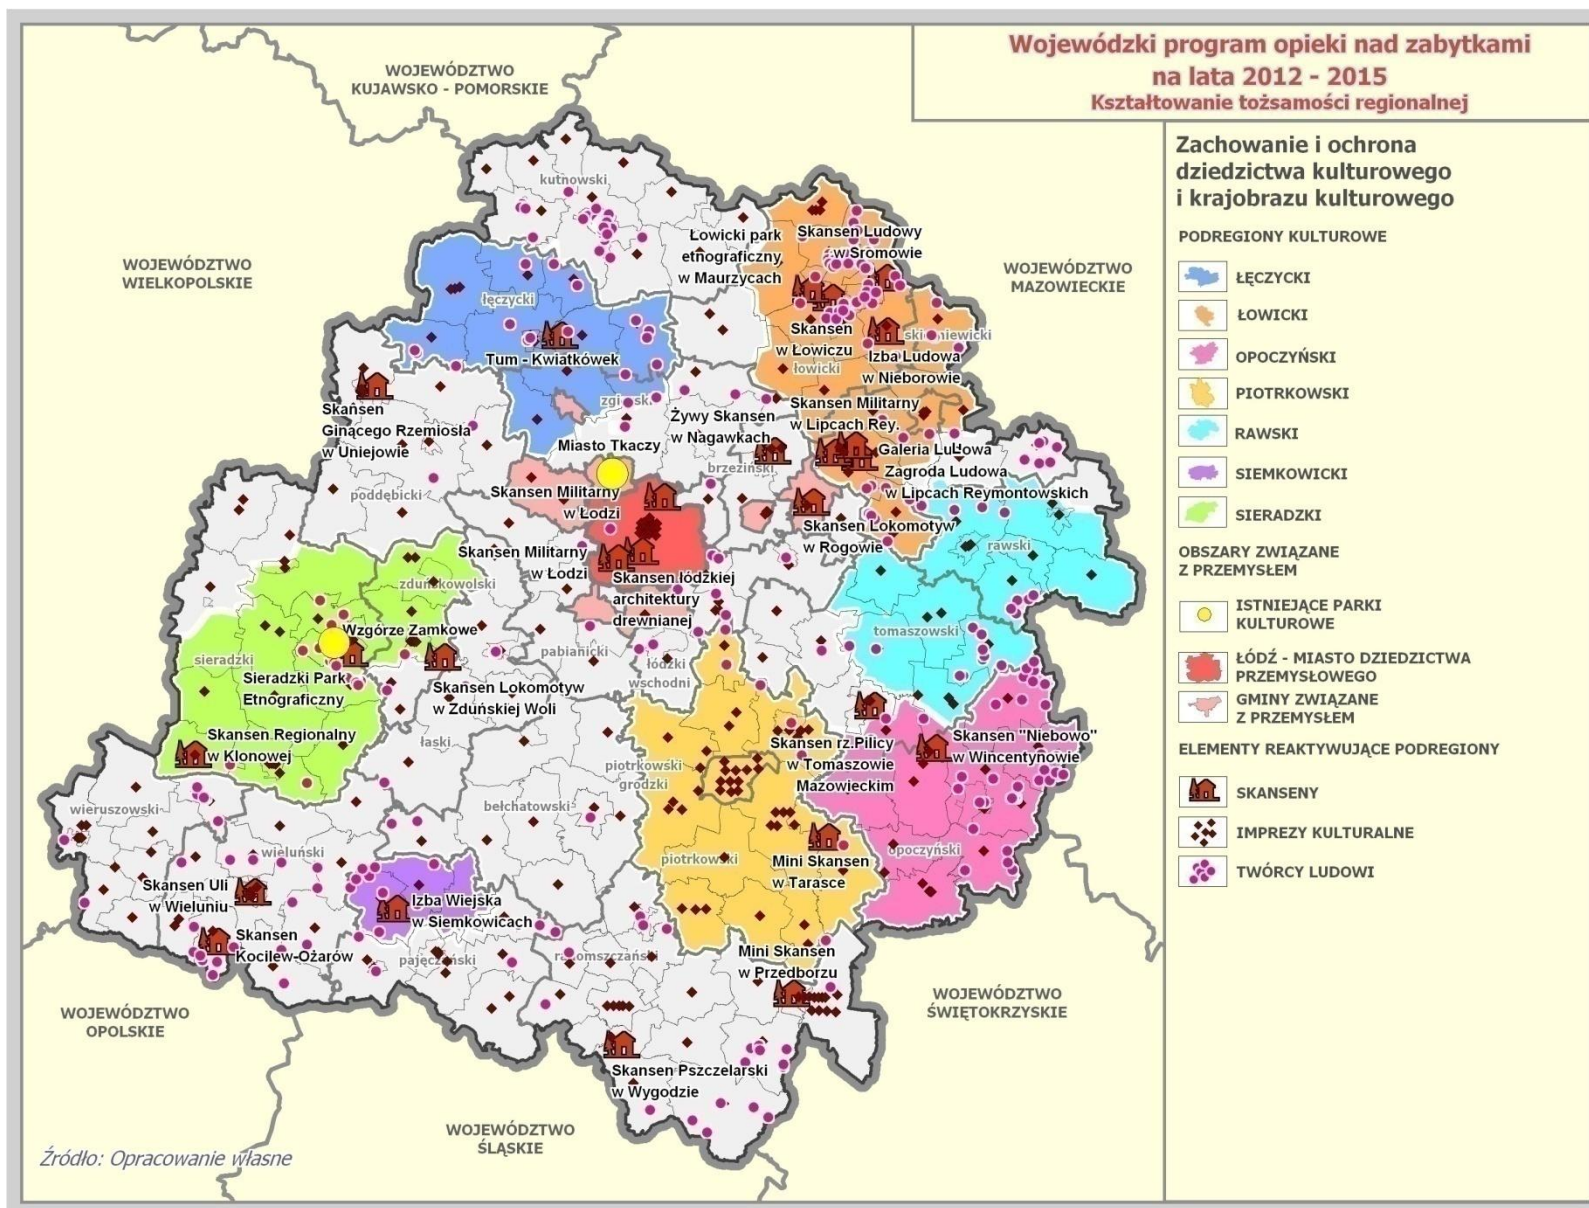 Wojewódzki program opieki nad zabytkami
na lata 2012 - 2015
Kształtowanie tożsamości regionalnej
Zachowanie i ochrona
dziedzictwa kulturowego
i krajobrazu kulturowego
PODREGIONY KULTUROWE
ŁĘCZYCKI
ŁOWICKI
OPOCZYŃSKI
PIOTRKOWSKI
RAWSKI
SIEMKOWICKI
SIERADZKI
OBSZARY ZWIĄZANE
Z PRZEMYSŁEM
ISTNIEJĄCE PARKI
KULTUROWE
ŁÓDŹ - MIASTO DZIEDZICTWA
PRZEMYSŁOWEGO
GMINY ZWIĄZANE
Z PRZEMYSŁEM
ELEMENTY REAKTYWUJĄCE PODREGIONY
SKANSENY
IMPREZY KULTURALNE
TWÓRCY LUDOWI
WOJEWÓDZTWO
KUJAWSKO - POMORSKIE
WOJEWÓDZTWO
WIELKOPOLSKIE
WOJEWÓDZTWO
MAZOWIECKIE
kutnowski
Łowicki park
etnograficzny
w Maurzycach
Skansen Ludowy
w Sromowie
łęczycki
Tum - Kwiatkówek
Skansen
w Łowiczu
łowicki
Izba Ludowa
w Nieborowie
Skansen
Ginącego Rzemiosła
w Uniejowie
Żywy Skansen
w Nagawkach
Skansen Militarny
w Lipcach Rey.
Miasto Tkaczy
brzeziński
Galeria Ludowa
Zagroda Ludowa
w Lipcach Reymontowskich
poddębicki
Skansen Militarny
w Łodzi
Skansen Lokomotyw
w Rogowie
rawski
Skansen Militarny
w Łodzi
zduńskowolski
Skansen łódzkiej
architektury
drewnianej
Wzgórze Zamkowe
tomaszowski
sieradzki
Sieradzki Park
Etnograficzny
pabianicki
łódzki
wschodni
Skansen Lokomotyw
w Zduńskiej Woli
Skansen Regionalny
w Klonowej
łaski
Skansen rz.Pilicy
w Tomaszowie
Mazowieckim
Skansen "Niebowo"
w Wincentynowie
piotrkowski
grodzki
wieruszowski
bełchatowski
wieluński
piotrkowski
opoczyński
Mini Skansen
w Tarasce
Skansen Uli
w Wieluniu
Izba Wiejska
w Siemkowicach
Skansen
Kocilew-Ożarów
pajęczański
radomszczański
Mini Skansen
w Przedborzu
WOJEWÓDZTWO
OPOLSKIE
WOJEWÓDZTWO
ŚWIĘTOKRZYSKIE
Skansen Pszczelarski
w Wygodzie
WOJEWÓDZTWO
ŚLĄSKIE
Źródło: Opracowanie własne